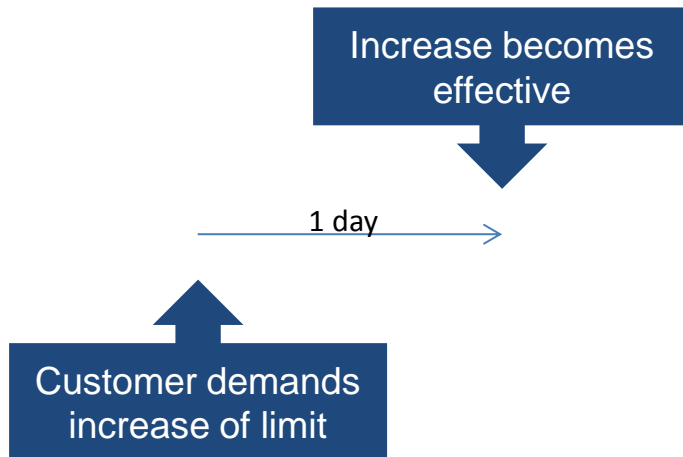 Increase becomes
effective
1 day
Customer demands
increase of limit